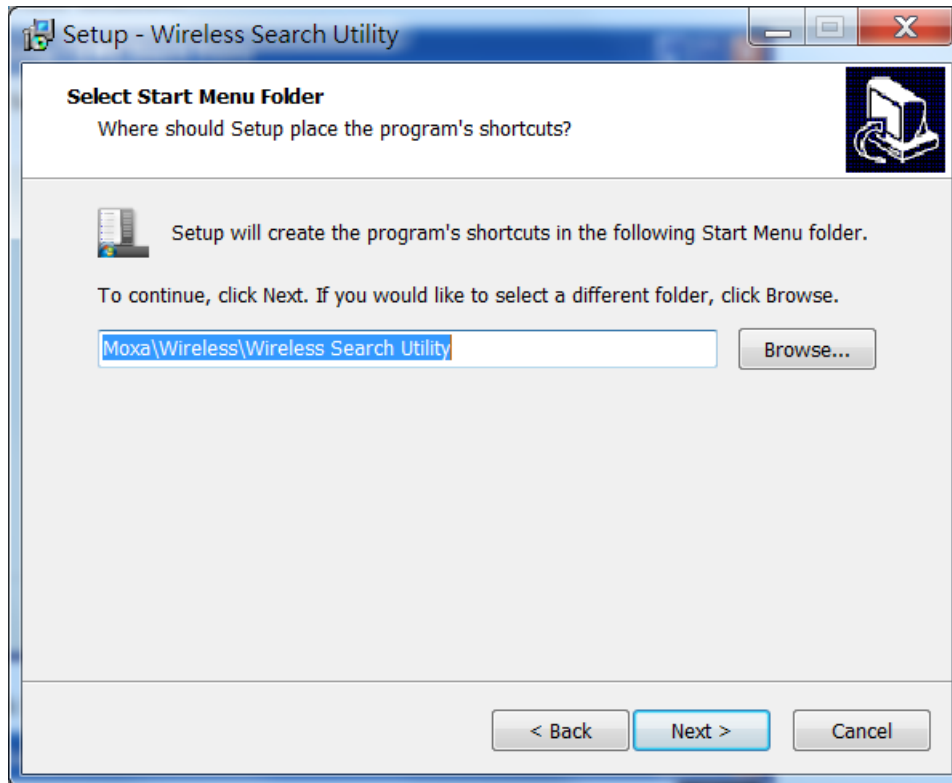 Setup - Wireless Search Utility
Select Start Menu Folder
Where should Setup place the program's shortcuts?
Setup will create the program's shortcuts in the following Start Menu folder.
To continue, click Next. If you would like to select a different folder, click Browse.
Moxa\Wireless\Wireless Search Utility
Browse...
< Back
Next >
Cancel